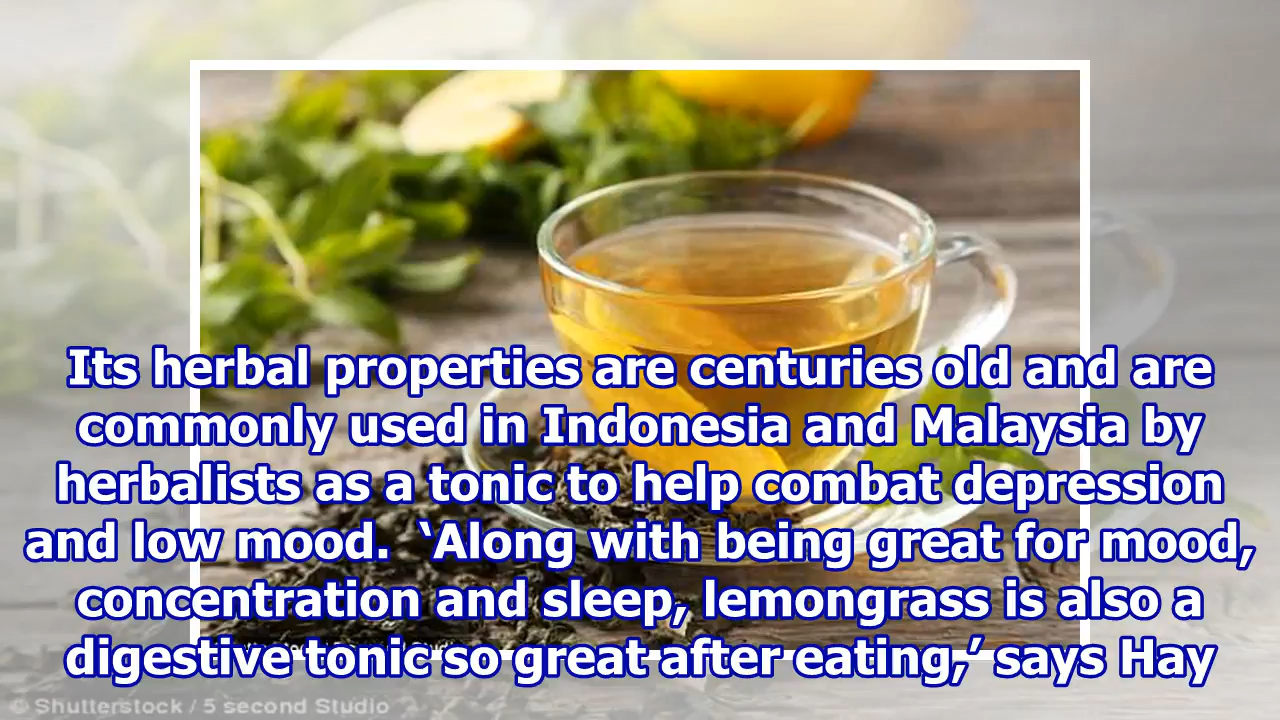 Its herbal properties are centuries old and are
commonly used in Indonesia and Malaysia by
herbalists as a tonic to help combat depression
and low mood.  ‘Along with being great for mood,
concentration and sleep, lemongrass is also a
digestive tonic so great after eating,’ says Hay
© Shutterstock / 5 second Studio